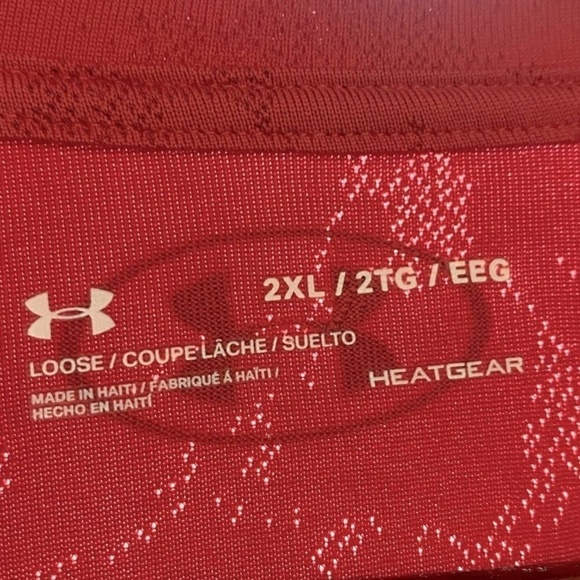 2XL / 2TG / EEG
LOOSE / COUPE LÂCHE / SUELTO
HEATGEAR
MADE IN HAITI / FABRIQUÉ À HAÏTI /
HECHO EN HAITÍ